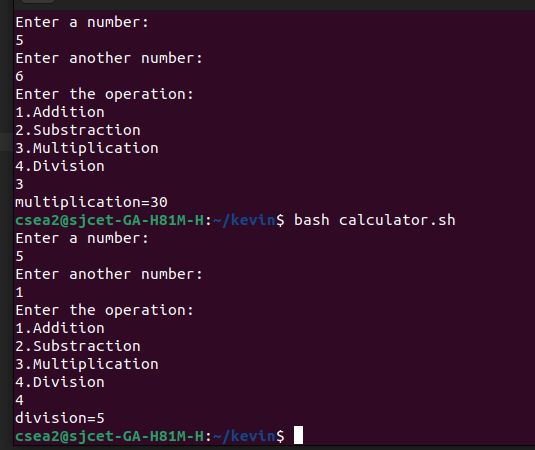 Enter a number:
5
Enter another number:
6
Enter the operation:
1.Addition
2.Substraction
3.Multiplication
4.Division
3
multiplication=30
csea2@sjcet-GA-H81M-H:~/kevin$ bash calculator.sh
Enter a number:
5
Enter another number:
1
Enter the operation:
1.Addition
2.Substraction
3.Multiplication
4.Division
4
division=5
csea2@sjcet-GA-H81M-H:~/kevin$